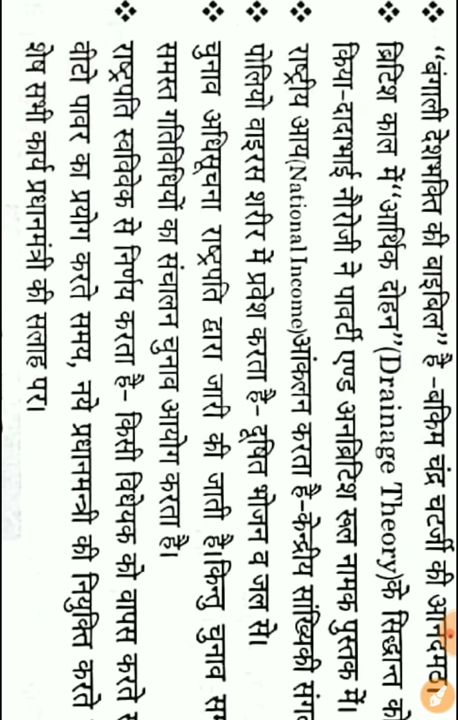 ❖ “बंगाली देशभक्ति की बाइबिल” है -बंकिम चंद्र चटर्जी की आनंदमठ।
❖ ब्रिटिश काल में “आर्थिक दोहन”(Drainage Theory)के सिद्धान्त को
किया-दादाभाई नौरोजी ने पावर्टी एण्ड अनब्रिटिश रूल नामक पुस्तक में।
❖ राष्ट्रीय आय(National Income)आंकलन करता है-केन्द्रीय सांख्यिकी
❖ पोलियो वाइरस शरीर में प्रवेश करता है- दूषित भोजन व जल से।
❖ चुनाव अधिसूचना राष्ट्रपति द्वारा जारी की जाती है।किन्तु चुनाव
समस्त गतिविधियों का संचालन चुनाव आयोग करता है।
❖ राष्ट्रपति स्वविवेक से निर्णय करता है- किसी विधेयक को वापस करते
वीटो पावर का प्रयोग करते समय, नये प्रधानमन्त्री की नियुक्ति करते
शेष सभी कार्य प्रधानमंत्री की सलाह पर।